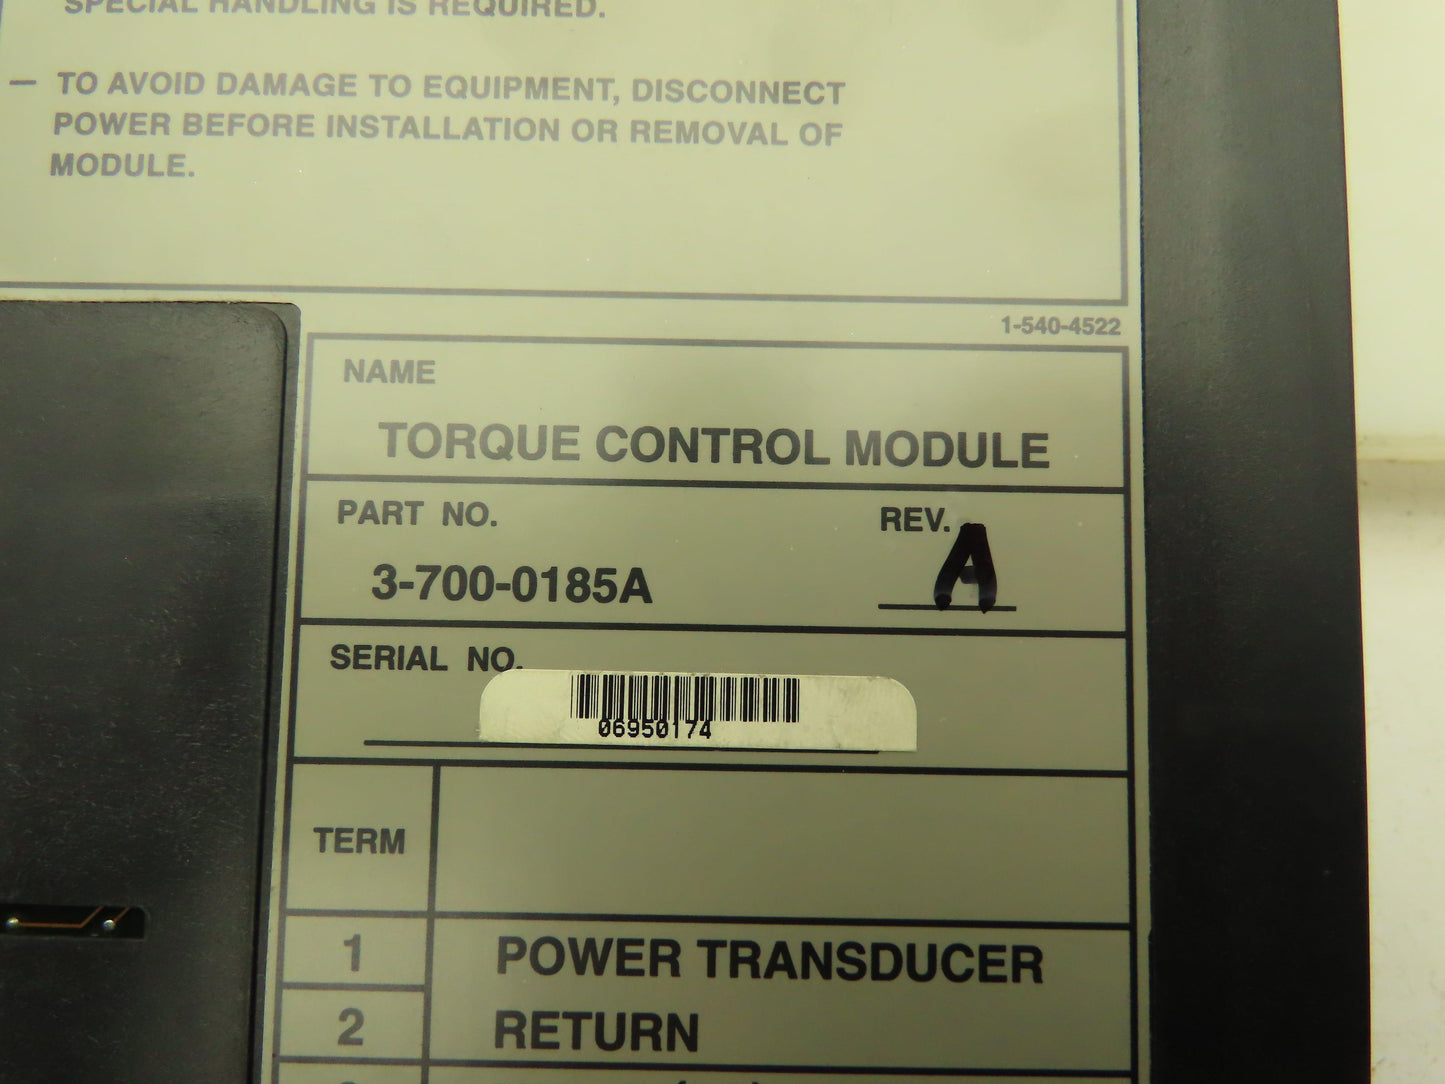 SPECIAL HANDLING IS REQUIRED.
— TO AVOID DAMAGE TO EQUIPMENT, DISCONNECT
POWER BEFORE INSTALLATION OR REMOVAL OF
MODULE.
1-540-4522
NAME
TORQUE CONTROL MODULE
PART NO.
REV. A
3-700-0185A
SERIAL NO.
06950174
TERM
1 POWER TRANSDUCER
2 RETURN